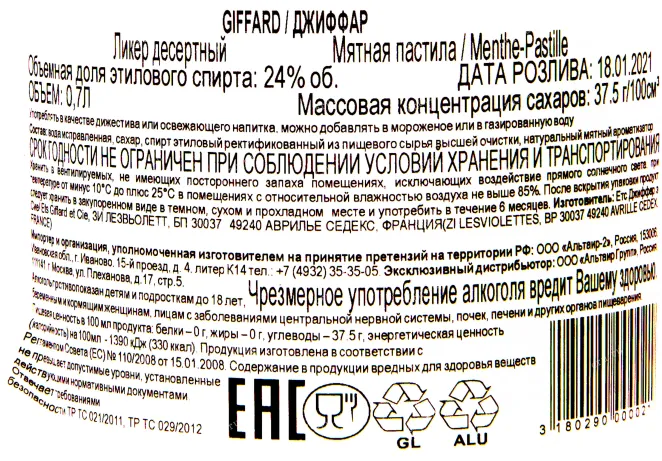 GIFFARD / ДЖИФФАР
Ликер десертный Мятная пастила / Menthe-Pastille
Объемная доля этилового спирта: 24% об. ДАТА РОЗЛИВА: 18.01.2021
ОБЪЕМ: 0,7Л Массовая концентрация сахаров: 37.5 г/100см³
Употреблять в качестве дижестива или освежающего напитка, можно добавлять в мороженое или в газированную воду
Состав: вода исправленная, сахар, спирт этиловый ректификованный из пищевого сырья высшей очистки, натуральный мятный ароматизатор
СРОК ГОДНОСТИ НЕ ОГРАНИЧЕН ПРИ СОБЛЮДЕНИИ УСЛОВИИ ХРАНЕНИЯ И ТРАНСПОРТИРОВАНИЯ
Хранить в вентилируемых, не имеющих постороннего запаха помещениях, исключающих воздействие прямого солнечного света, при
температуре от минус 10°С до плюс 25°С в помещениях с относительной влажностью воздуха не выше 85%. После вскрытия упаковки продукт
следует хранить в закупоренном виде в темном, сухом и прохладном месте и употребить в течение 6 месяцев. Изготовитель: Етс Джиффар э
Сие/ Ets Giffard et Cie, ЗИ ЛЕЗВЬОЛЕТТ, БП 30037 49240 АВРИЛЬЕ СЕДЕКС, ФРАНЦИЯ(ZI LESVIOLETTES, BP 30037 49240 AVRILLE CEDEX,
FRANCE)
Импортер и организация, уполномоченная изготовителем на принятие претензий на территории РФ: ООО «Альтвир-2», Россия, 153006,
Ивановская обл., г. Иваново, 15-й проезд, д. 4, литер К14 тел.: +7 (4932) 35-35-05 Эксклюзивный дистрибьютор: ООО «Альтвир Групп», Россия,
111141 г. Москва, ул. Плеханова, д.17, стр.5.
Алкоголь противопоказан детям и подросткам до 18 лет, Чрезмерное употребление алкоголя вредит Вашему здоровью
беременным и кормящим женщинам, лицам с заболеваниями центральной нервной системы, почек, печени и других органов пищеварения
Пищевая ценность в 100 мл продукта: белки – 0 г, жиры – 0 г, углеводы – 37.5 г, энергетическая ценность
(калорийность) на 100мл - 1390 кДж (330 ккал). Продукция изготовлена в соответствии с
Регламентом Совета (ЕС) № 110/2008 от 15.01.2008. Содержание в продукции вредных для здоровья веществ
не превышает допустимые уровни, установленные
действующими нормативными документами
Отвечает требованиями
безопасности ТР ТС 021/2011, ТР ТС 029/2012
EAC
GL ALU
3 180290 000002